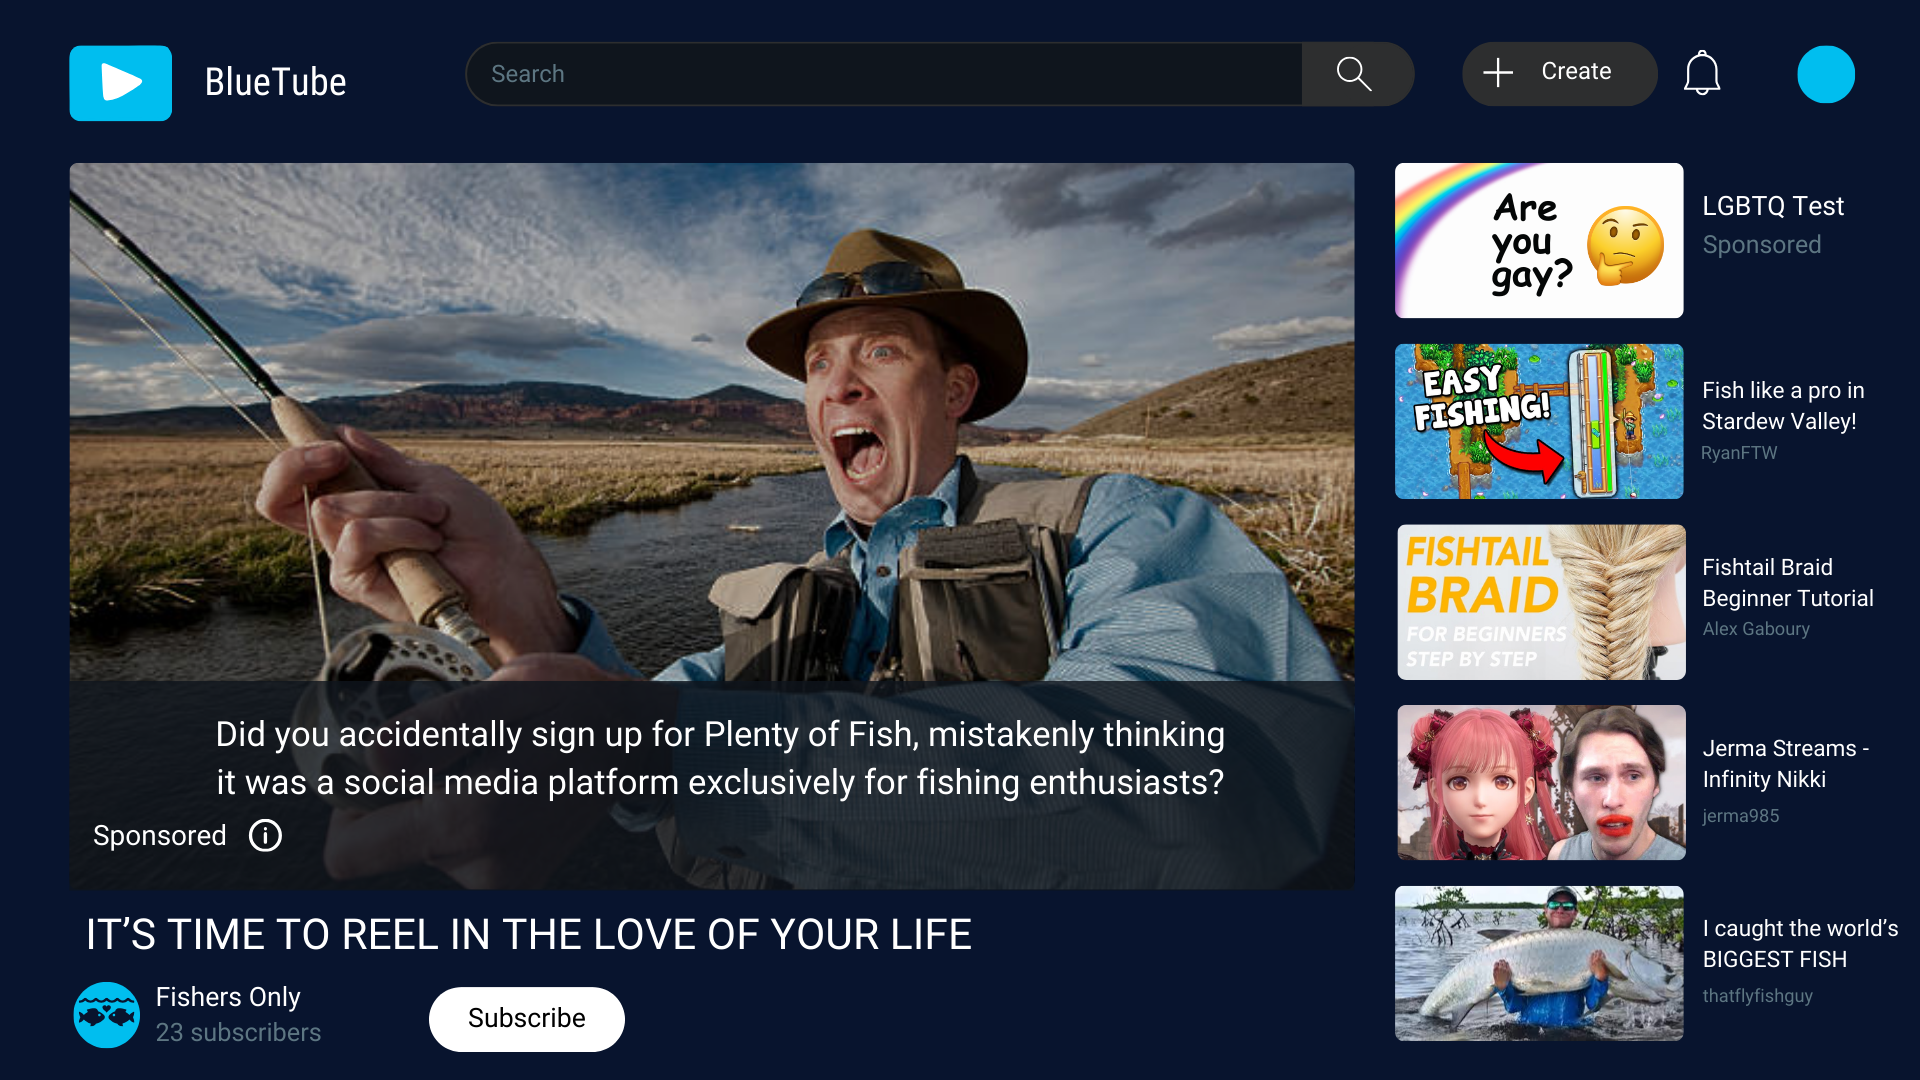 BlueTube
Search
Create
Did you accidentally sign up for Plenty of Fish, mistakenly thinking
it was a social media platform exclusively for fishing enthusiasts?
Sponsored
IT’S TIME TO REEL IN THE LOVE OF YOUR LIFE
Fishers Only
23 subscribers
Subscribe
Are
you
gay?
LGBTQ Test
Sponsored
EASY
FISHING!
Fish like a pro in
Stardew Valley!
RyanFTW
FISHTAIL
BRAID
FOR BEGINNERS
STEP BY STEP
Fishtail Braid
Beginner Tutorial
Alex Gaboury
Jerma Streams -
Infinity Nikki
jerma985
I caught the world’s
BIGGEST FISH
thatflyfishguy